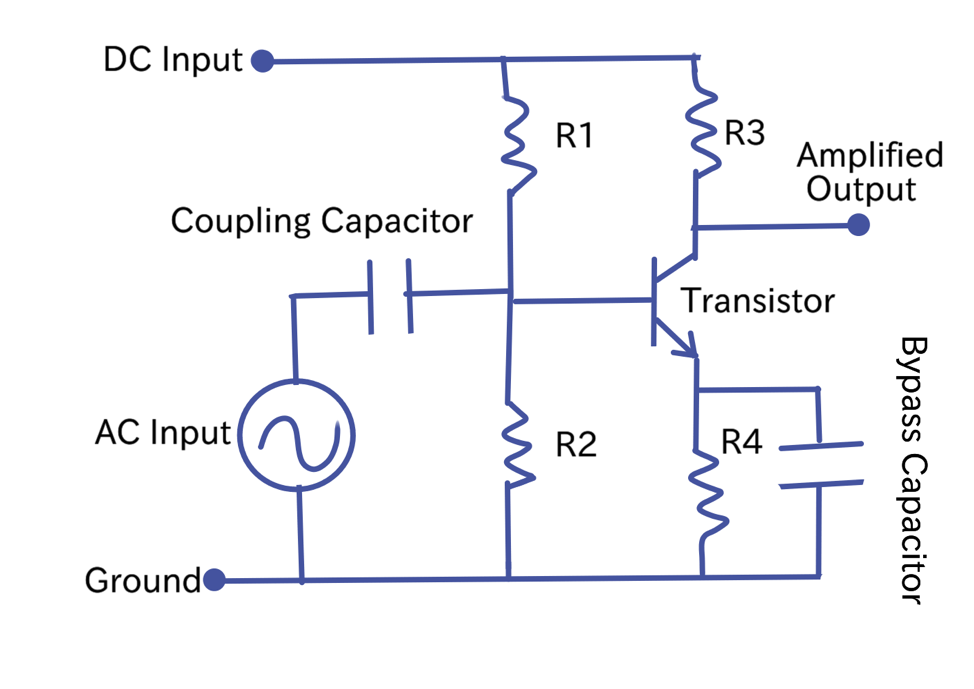 DC Input
R1
R3
Amplified
Output
Coupling Capacitor
Transistor
AC Input
R2
R4
Bypass Capacitor
Ground